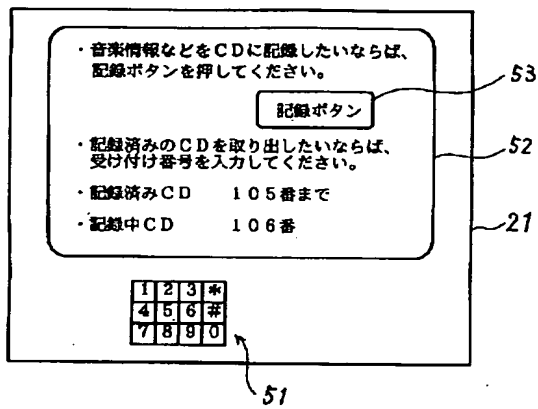 ・音楽情報などをCDに記録したいならば、
記録ボタンを押してください。
記録ボタン
53
・記録済みのCDを取り出したいならば、
受け付け番号を入力してください。
52
・記録済みCD 105番まで
・記録中CD 106番
21
1 2 3 *
4 5 6 #
7 8 9 0
51